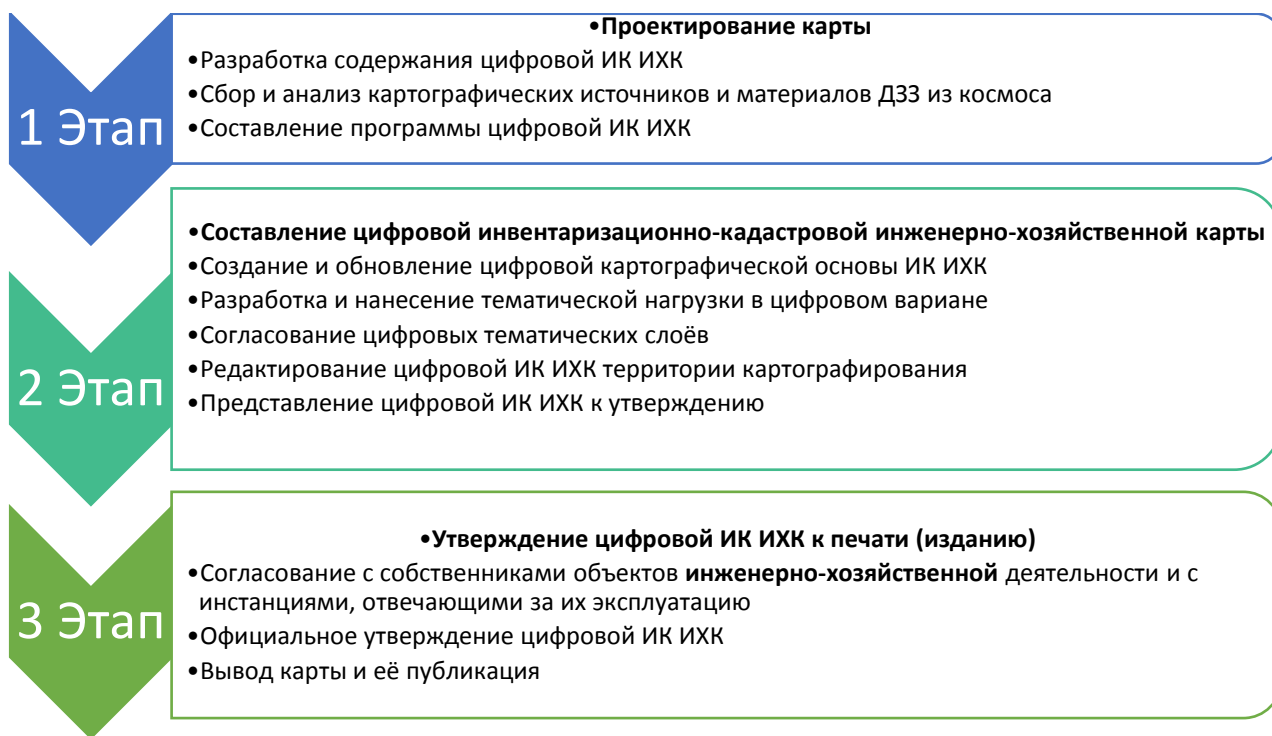 1 Этап
•Проектирование карты
•Разработка содержания цифровой ИК ИХК
•Сбор и анализ картографических источников и материалов ДЗЗ из космоса
•Составление программы цифровой ИК ИХК
2 Этап
•Составление цифровой инвентаризационно-кадастровой инженерно-хозяйственной карты
•Создание и обновление цифровой картографической основы ИК ИХК
•Разработка и нанесение тематической нагрузки в цифровом вариане
•Согласование цифровых тематических слоёв
•Редактирование цифровой ИК ИХК территории картографирования
•Представление цифровой ИК ИХК к утверждению
3 Этап
•Утверждение цифровой ИК ИХК к печати (изданию)
•Согласование с собственниками объектов инженерно-хозяйственной деятельности и с
инстанциями, отвечающими за их эксплуатацию
•Официальное утверждение цифровой ИК ИХК
•Вывод карты и её публикация